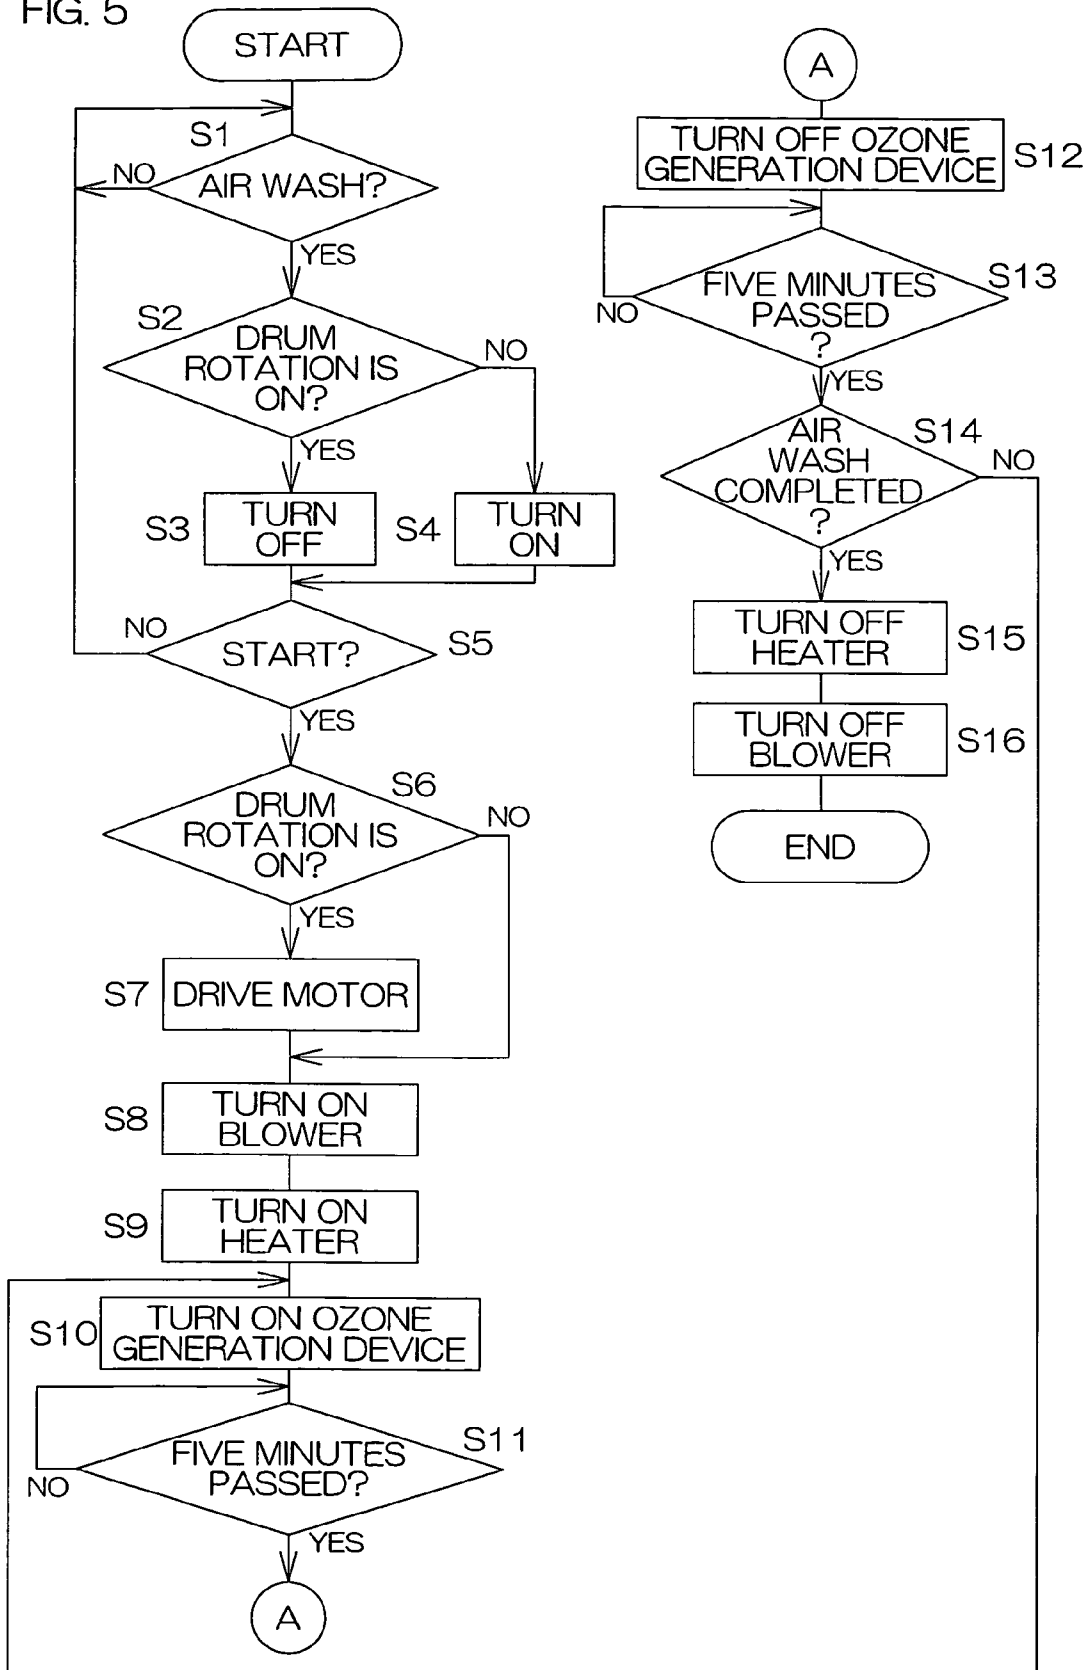 FIG. 5
START
S1
AIR WASH?
NO
YES
S2
DRUM
ROTATION IS
ON?
NO
YES
S3
TURN
OFF
S4
TURN
ON
NO
START?
S5
YES
S6
DRUM
ROTATION IS
ON?
NO
YES
S7
DRIVE MOTOR
S8
TURN ON
BLOWER
S9
TURN ON
HEATER
S10
TURN ON OZONE
GENERATION DEVICE
S11
FIVE MINUTES
PASSED?
NO
YES
A
A
TURN OFF OZONE
GENERATION DEVICE
S12
S13
FIVE MINUTES
PASSED
?
NO
YES
S14
AIR
WASH
COMPLETED
?
NO
YES
TURN OFF
HEATER
S15
TURN OFF
BLOWER
S16
END